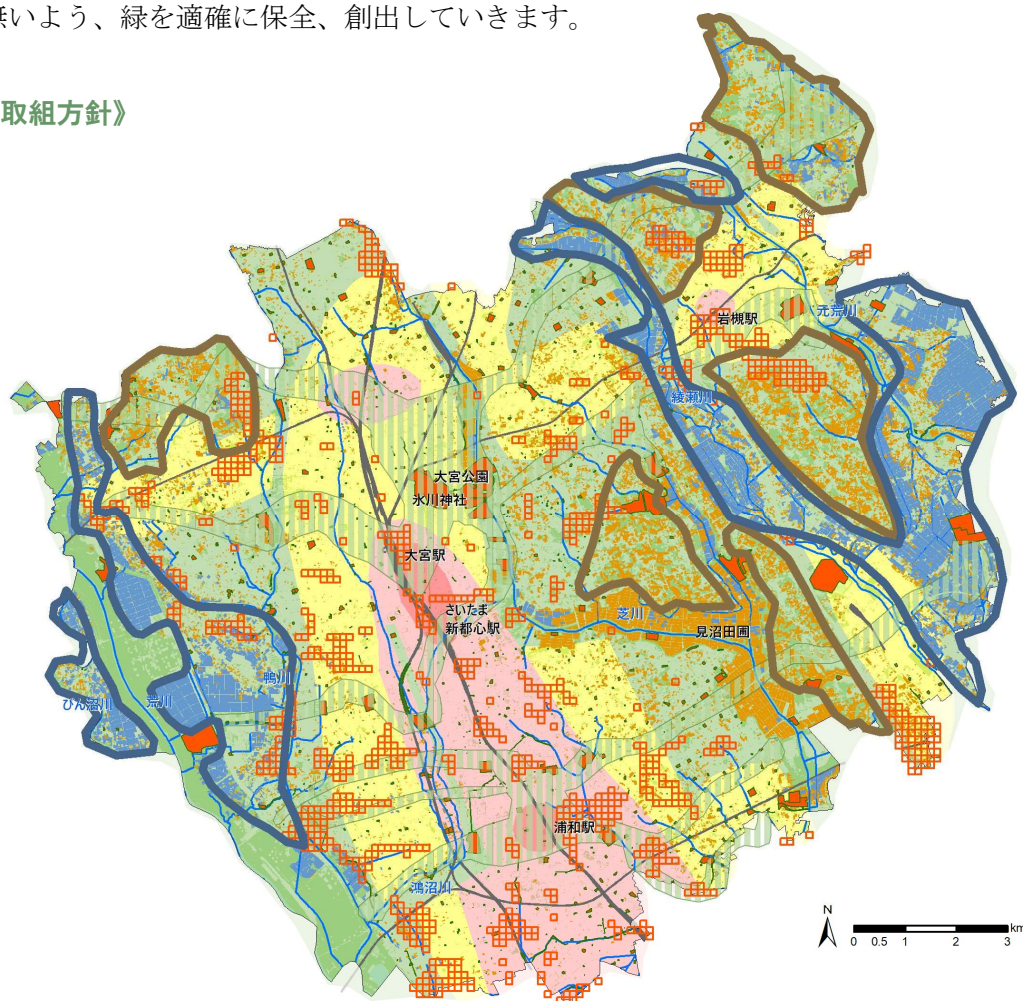 無いよう、緑を適確に保全、創出していきます。
取組方針》
岩槻駅
元荒川
綾瀬川
大宮公園
氷川神社
大宮駅
さいたま
新都心駅
芝川
見沼田圃
鴨川
びん沼川
荒川
浦和駅
鴻沼川
N
km
0 0.5 1 2 3